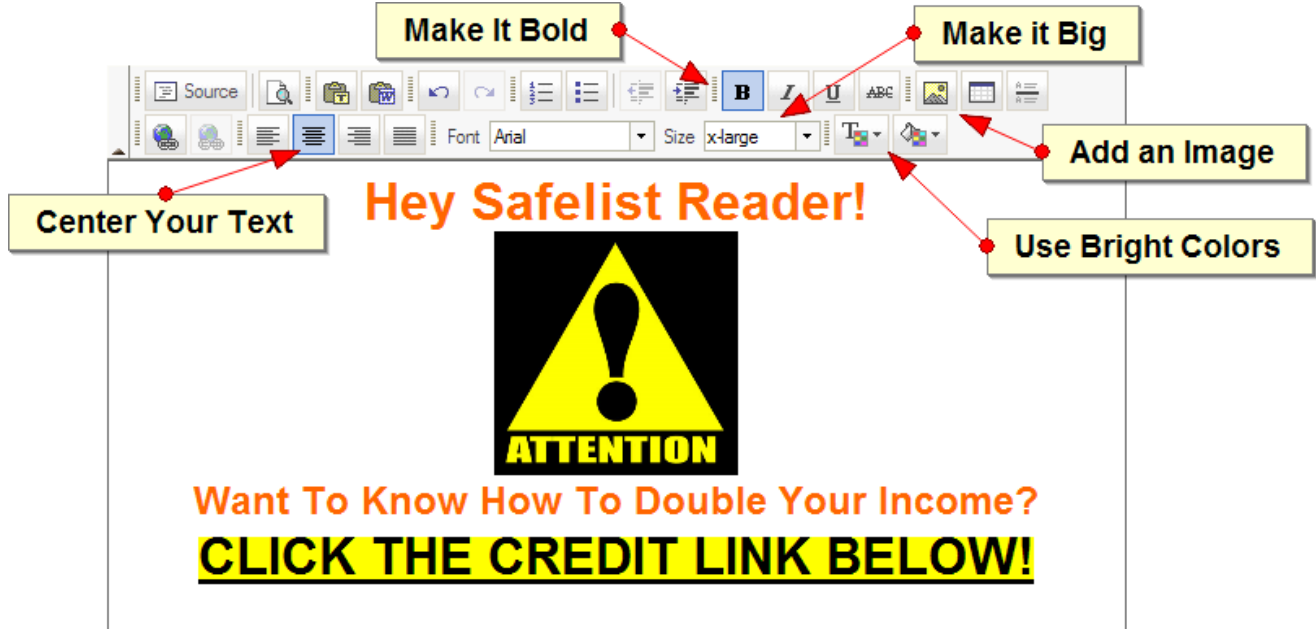 Make It Bold
Make it Big
Source
B I U ABC
Font Arial Size x-large T
Add an Image
Center Your Text
Hey Safelist Reader!
Use Bright Colors
ATTENTION
Want To Know How To Double Your Income?
CLICK THE CREDIT LINK BELOW!